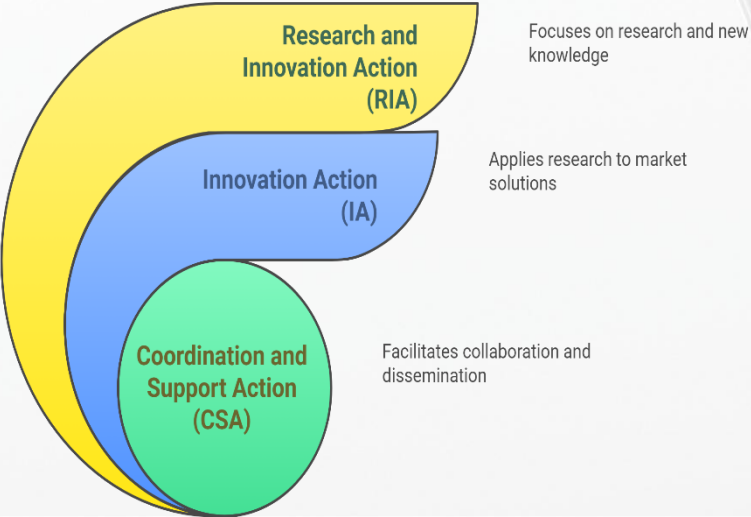 Research and
Innovation Action
(RIA)
Focuses on research and new
knowledge
Innovation Action
(IA)
Applies research to market
solutions
Coordination and
Support Action
(CSA)
Facilitates collaboration and
dissemination